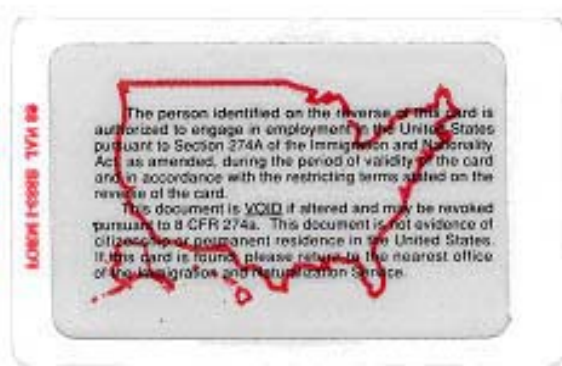 The person identified on the reverse of this card is
authorized to engage in employment in the United States
pursuant to Section 274A of the Immigration and Nationality
Act, as amended, during the period of validity of the card
and in accordance with the restricting terms stated on the
reverse of the card.
This document is VOID if altered and may be revoked
pursuant to 8 CFR 274a. This document is not evidence of
citizenship or permanent residence in the United States.
If this card is found, please return to the nearest office
of the Immigration and Naturalization Service.
FORM I-688B